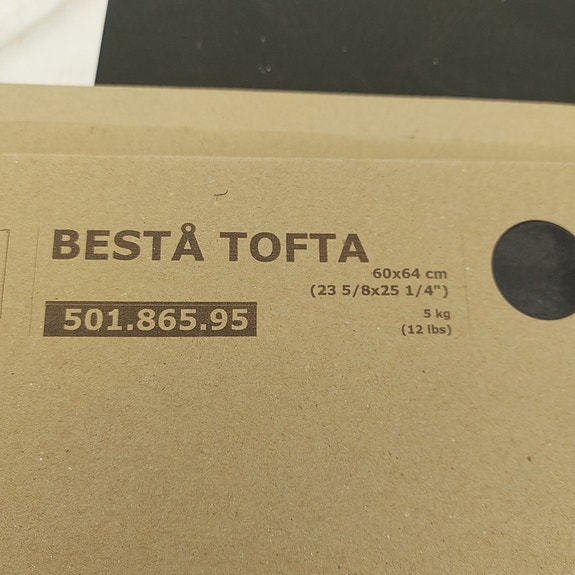 BESTÅ TOFTA
60x64 cm
(23 5/8x25 1/4")
501.865.95
5 kg
(12 lbs)